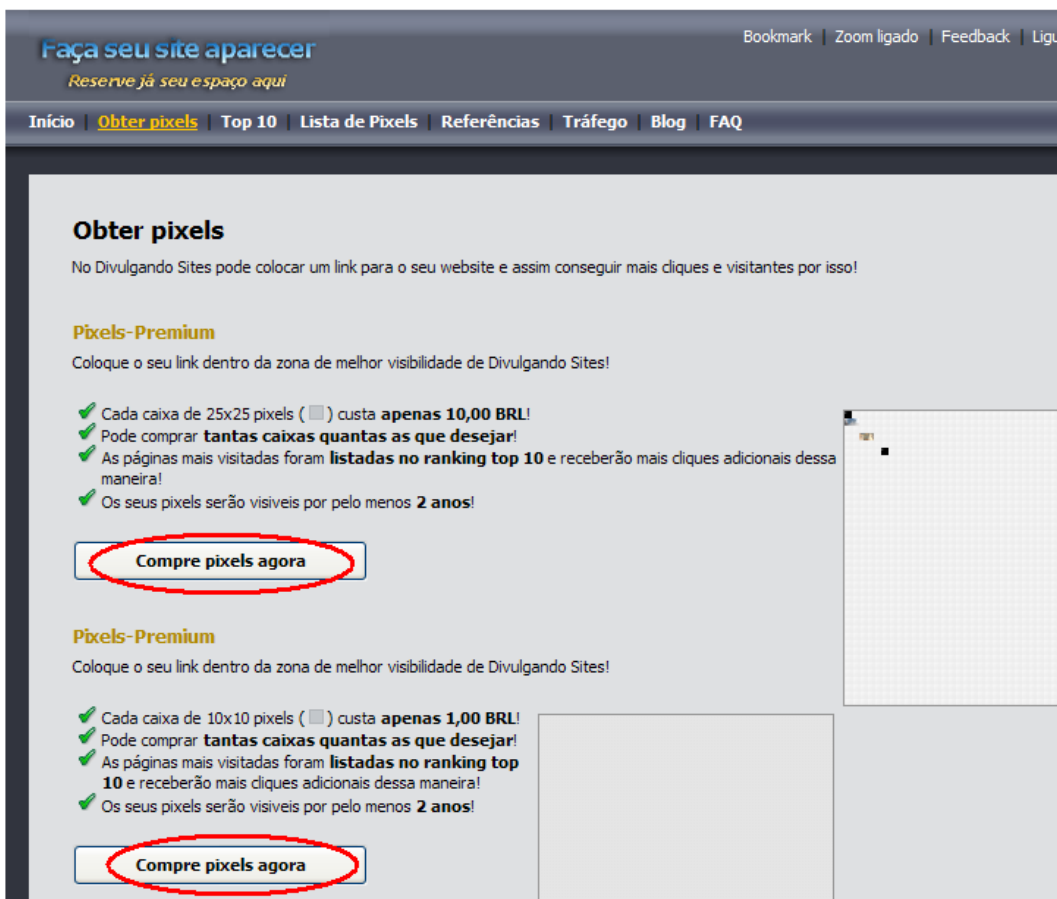 Faça seu site aparecer
Reserve já seu espaço aqui
Bookmark | Zoom ligado | Feedback | Ligu
Início | Obter pixels | Top 10 | Lista de Pixels | Referências | Tráfego | Blog | FAQ
Obter pixels
No Divulgando Sites pode colocar um link para o seu website e assim conseguir mais cliques e visitantes por isso!
Pixels-Premium
Coloque o seu link dentro da zona de melhor visibilidade de Divulgando Sites!
Cada caixa de 25x25 pixels ( ) custa apenas 10,00 BRL!
Pode comprar tantas caixas quantas as que desejar!
As páginas mais visitadas foram listadas no ranking top 10 e receberão mais cliques adicionais dessa
maneira!
Os seus pixels serão visiveis por pelo menos 2 anos!
Compre pixels agora
Pixels-Premium
Coloque o seu link dentro da zona de melhor visibilidade de Divulgando Sites!
Cada caixa de 10x10 pixels ( ) custa apenas 1,00 BRL!
Pode comprar tantas caixas quantas as que desejar!
As páginas mais visitadas foram listadas no ranking top
10 e receberão mais cliques adicionais dessa maneira!
Os seus pixels serão visiveis por pelo menos 2 anos!
Compre pixels agora